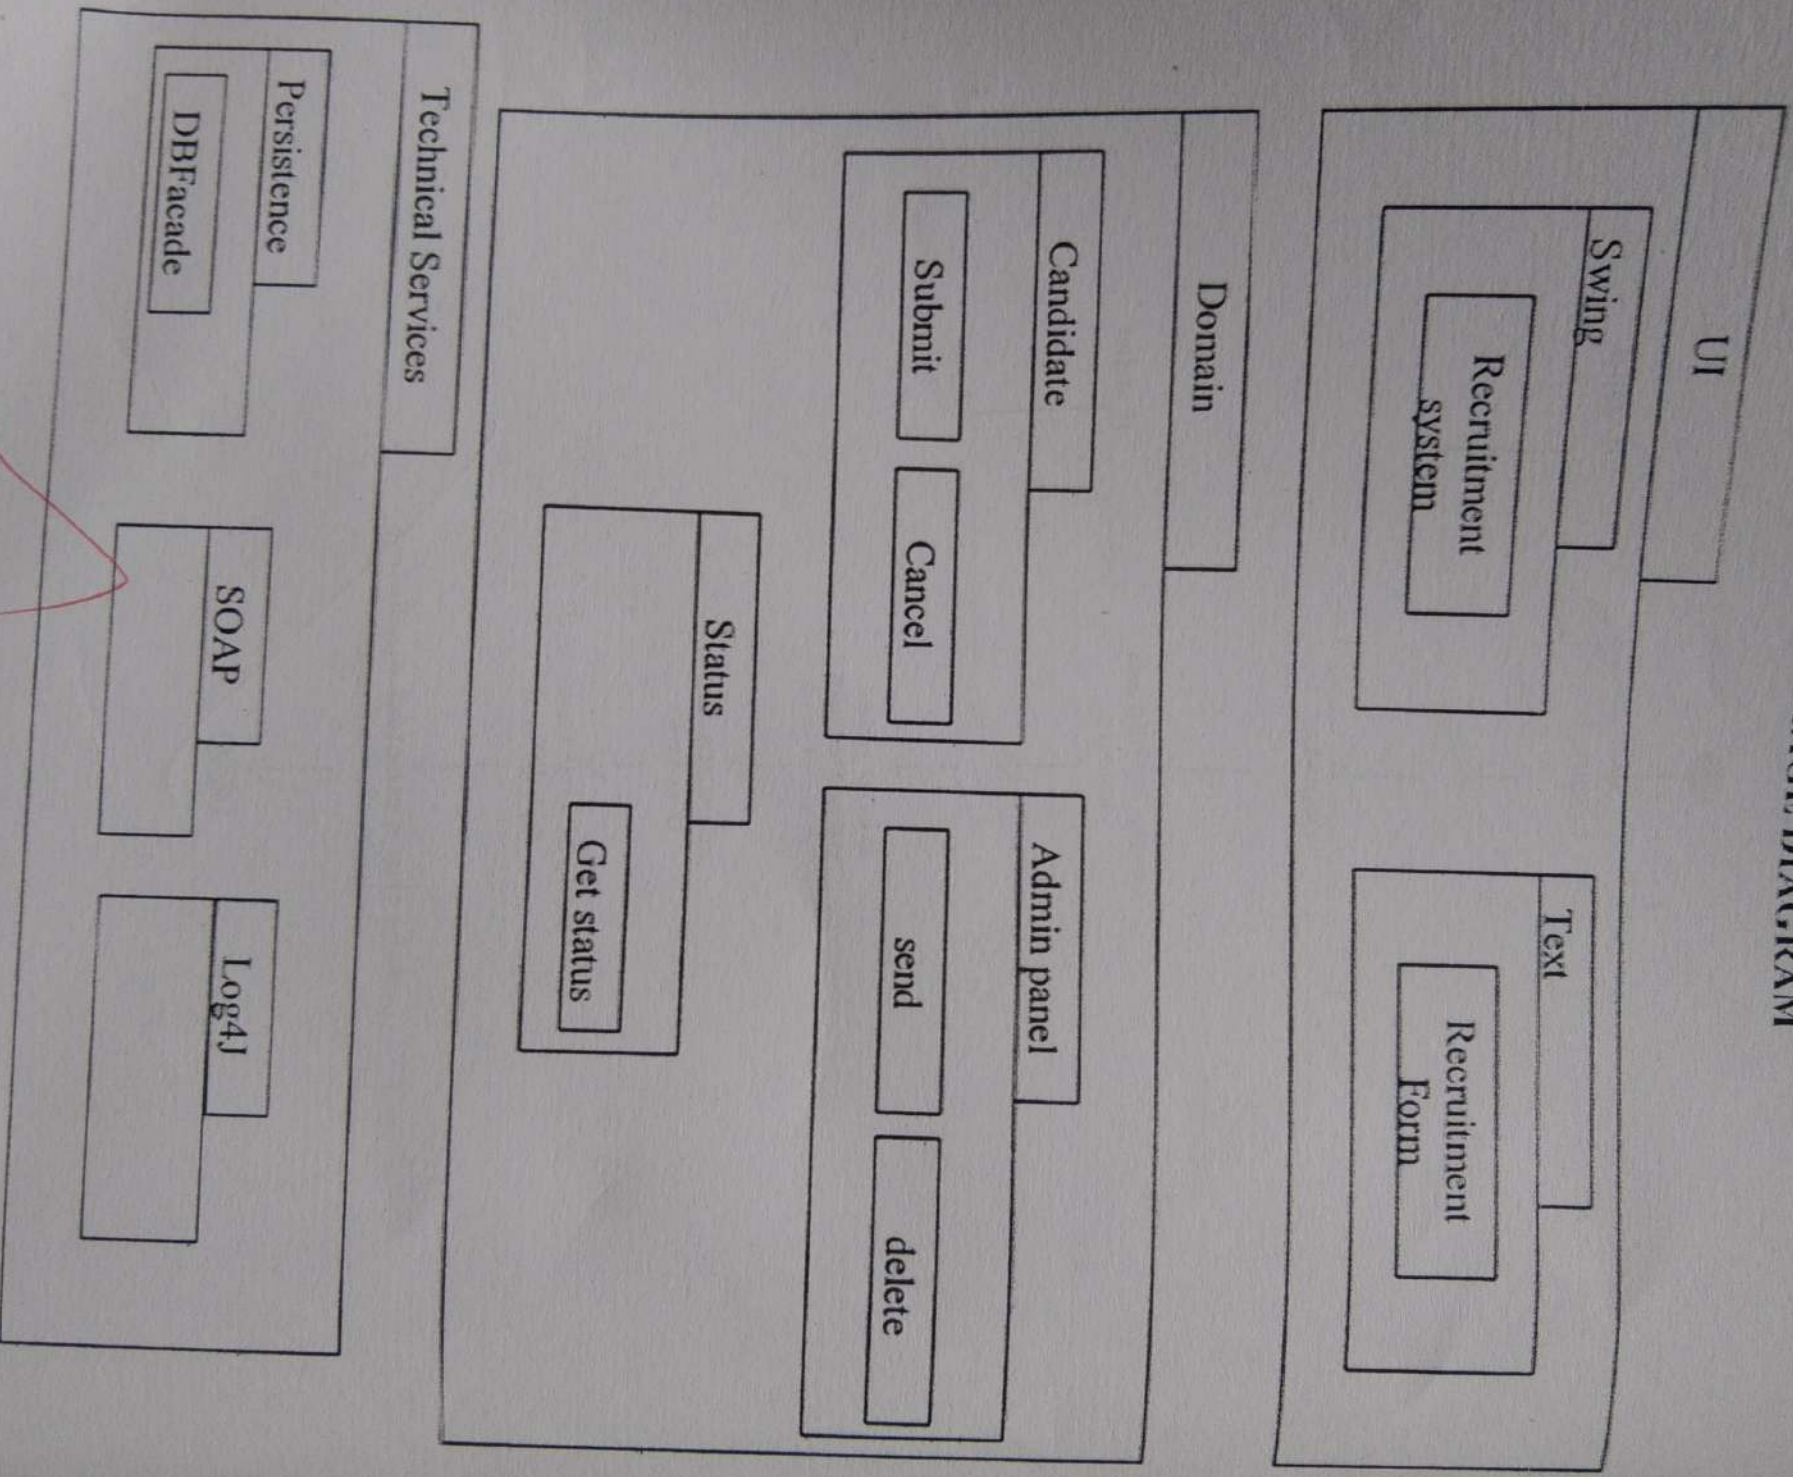 DIAGRAM
UI
Swing
Text
Recruitment
system
Recruitment
Form
Domain
Candidate
Admin panel
Submit
Cancel
send
delete
Status
Get status
Technical Services
Persistence
SOAP
Log4J
DBFacade